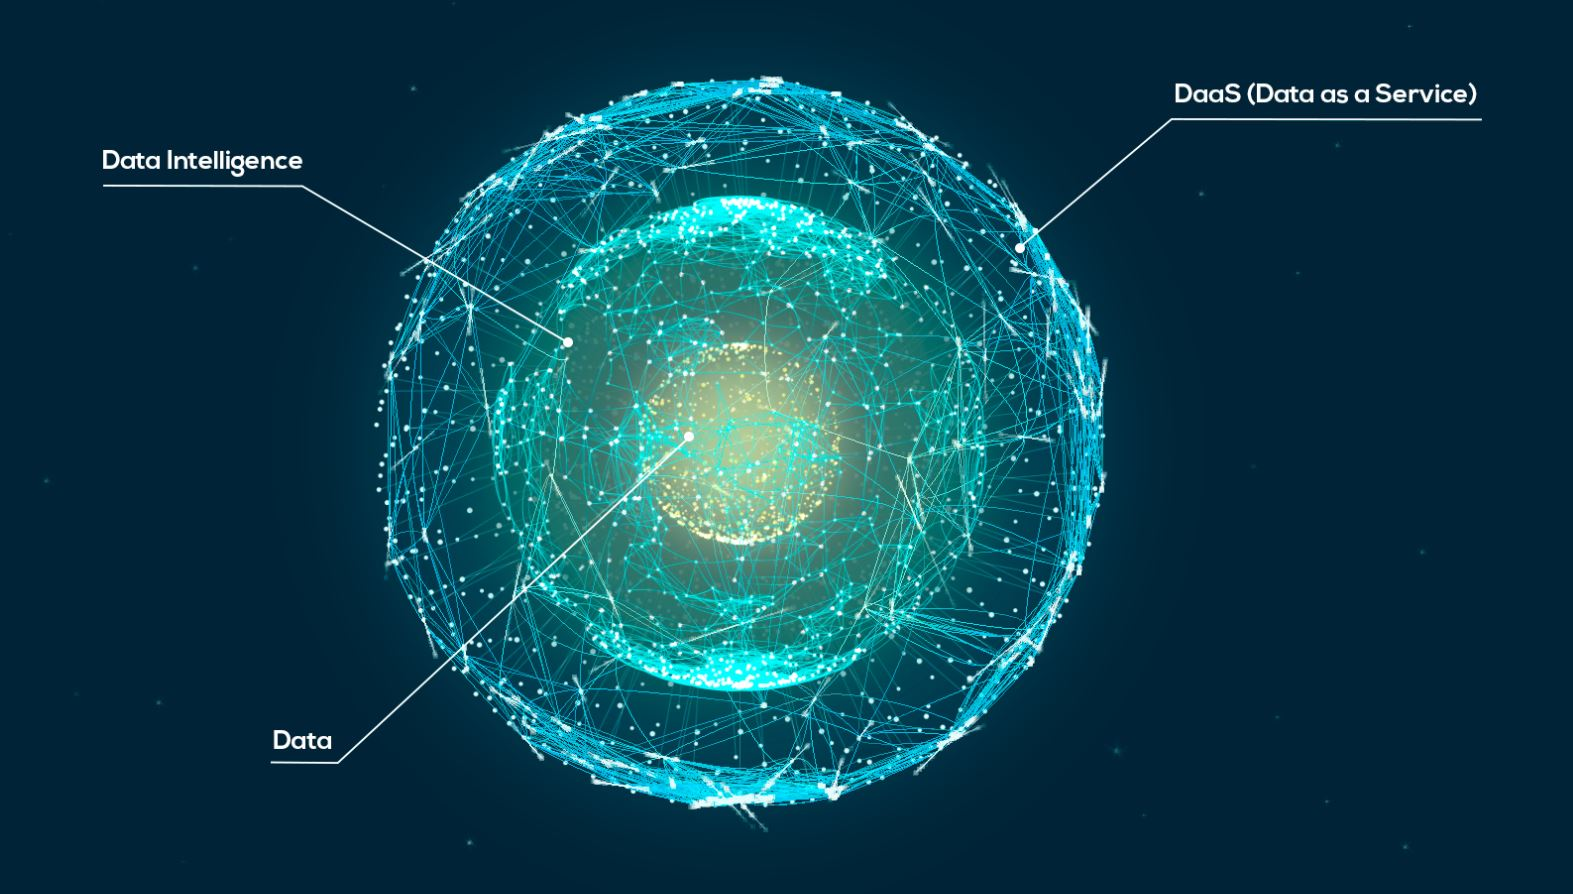 DaaS (Data as a Service)
Data Intelligence
Data